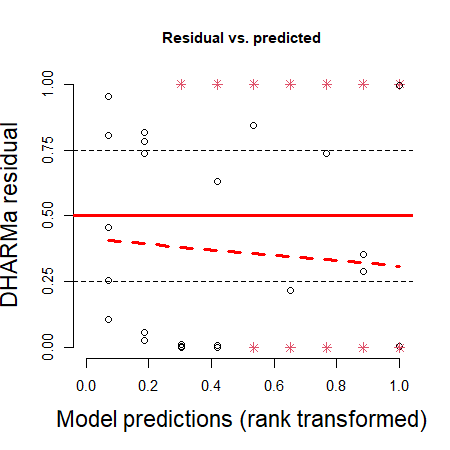 Residual vs. predicted
DHARMa residual
1.00
0.75
0.50
0.25
0.00
0.0 0.2 0.4 0.6 0.8 1.0
Model predictions (rank transformed)